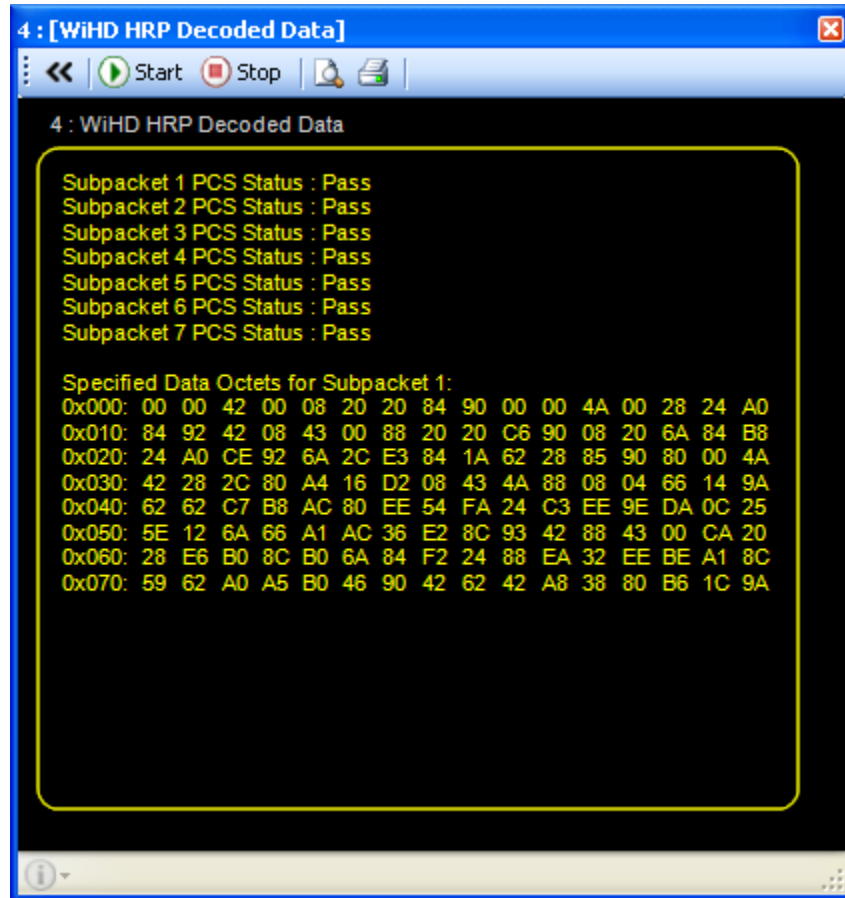 4 : [WiHD HRP Decoded Data]
Start Stop
4 : WiHD HRP Decoded Data
Subpacket 1 PCS Status : Pass
Subpacket 2 PCS Status : Pass
Subpacket 3 PCS Status : Pass
Subpacket 4 PCS Status : Pass
Subpacket 5 PCS Status : Pass
Subpacket 6 PCS Status : Pass
Subpacket 7 PCS Status : Pass
Specified Data Octets for Subpacket 1:
0x000: 00 00 42 00 08 20 20 84 90 00 00 4A 00 28 24 A0
0x010: 84 92 42 08 43 00 88 20 20 C6 90 08 20 6A 84 B8
0x020: 24 A0 CE 92 6A 2C E3 84 1A 62 28 85 90 80 00 4A
0x030: 42 28 2C 80 A4 16 D2 08 43 4A 88 08 04 66 14 9A
0x040: 62 62 C7 B8 AC 80 EE 54 FA 24 C3 EE 9E DA 0C 25
0x050: 5E 12 6A 66 A1 AC 36 E2 8C 93 42 88 43 00 CA 20
0x060: 28 E6 B0 8C B0 6A 84 F2 24 88 EA 32 EE BE A1 8C
0x070: 59 62 A0 A5 B0 46 90 42 62 42 A8 38 80 B6 1C 9A